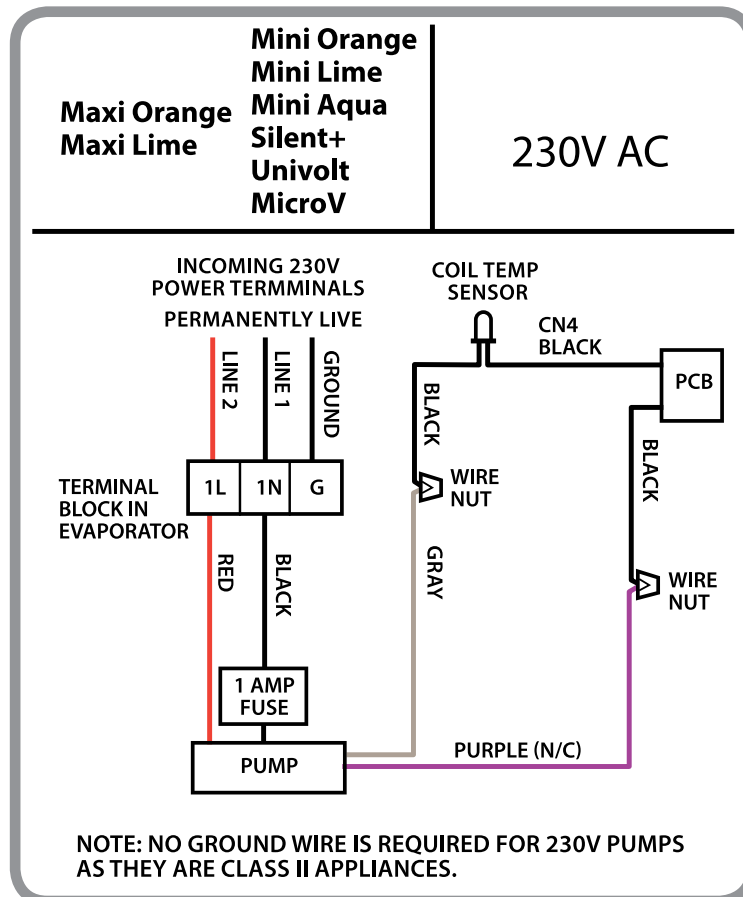 Maxi Orange
Maxi Lime
Mini Orange
Mini Lime
Mini Aqua
Silent+
Univolt
MicroV
230V AC
INCOMING 230V
POWER TERMMINALS
PERMANENTLY LIVE
LINE 2
LINE 1
GROUND
COIL TEMP
SENSOR
CN4
BLACK
PCB
BLACK
BLACK
TERMINAL
BLOCK IN
EVAPORATOR
1L
1N
G
WIRE
NUT
RED
BLACK
GRAY
WIRE
NUT
1 AMP
FUSE
PUMP
PURPLE (N/C)
NOTE: NO GROUND WIRE IS REQUIRED FOR 230V PUMPS
AS THEY ARE CLASS II APPLIANCES.